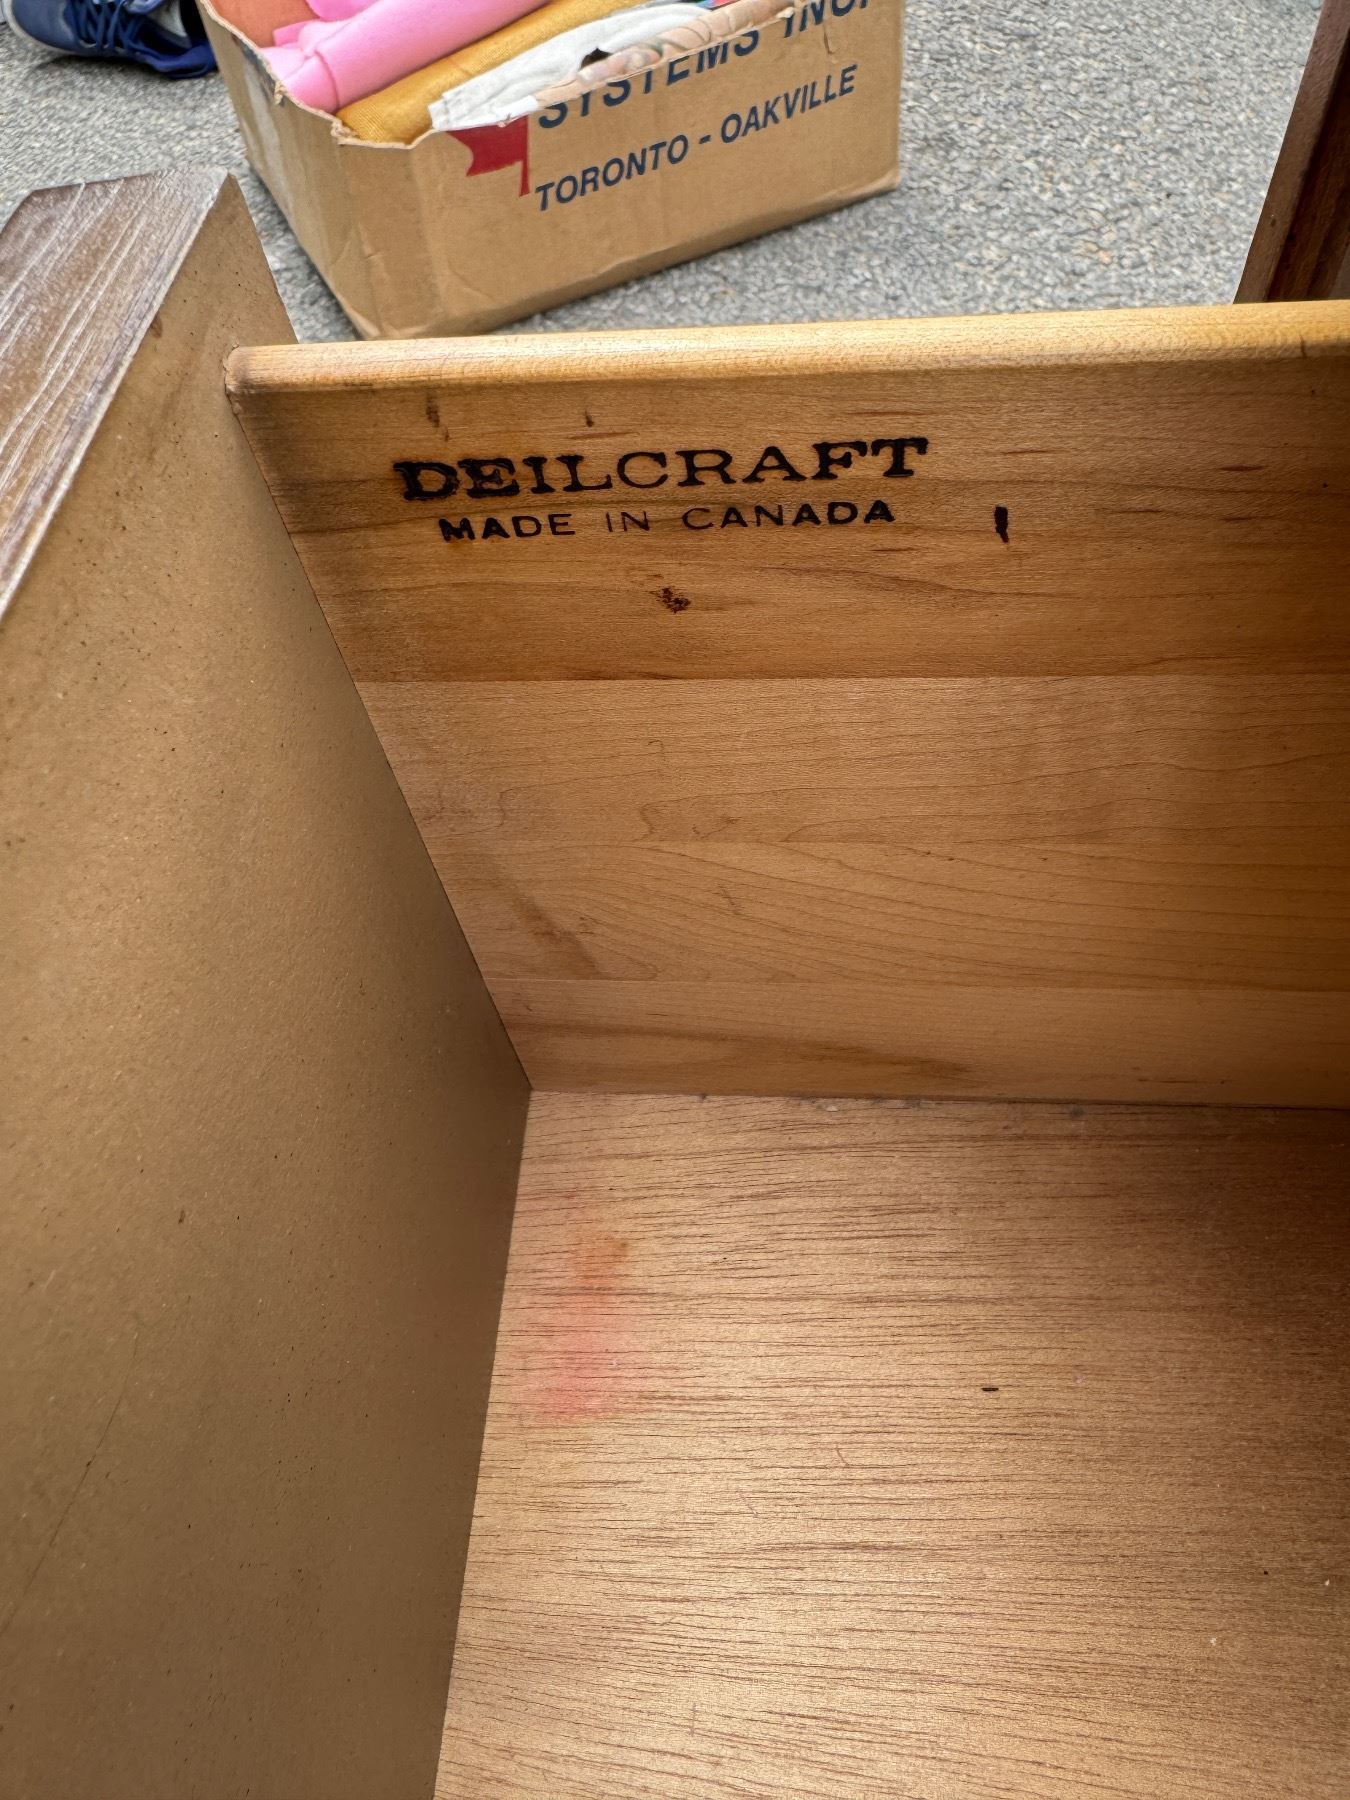 SYSTEMS INC.
TORONTO - OAKVILLE
DEILCRAFT
MADE IN CANADA